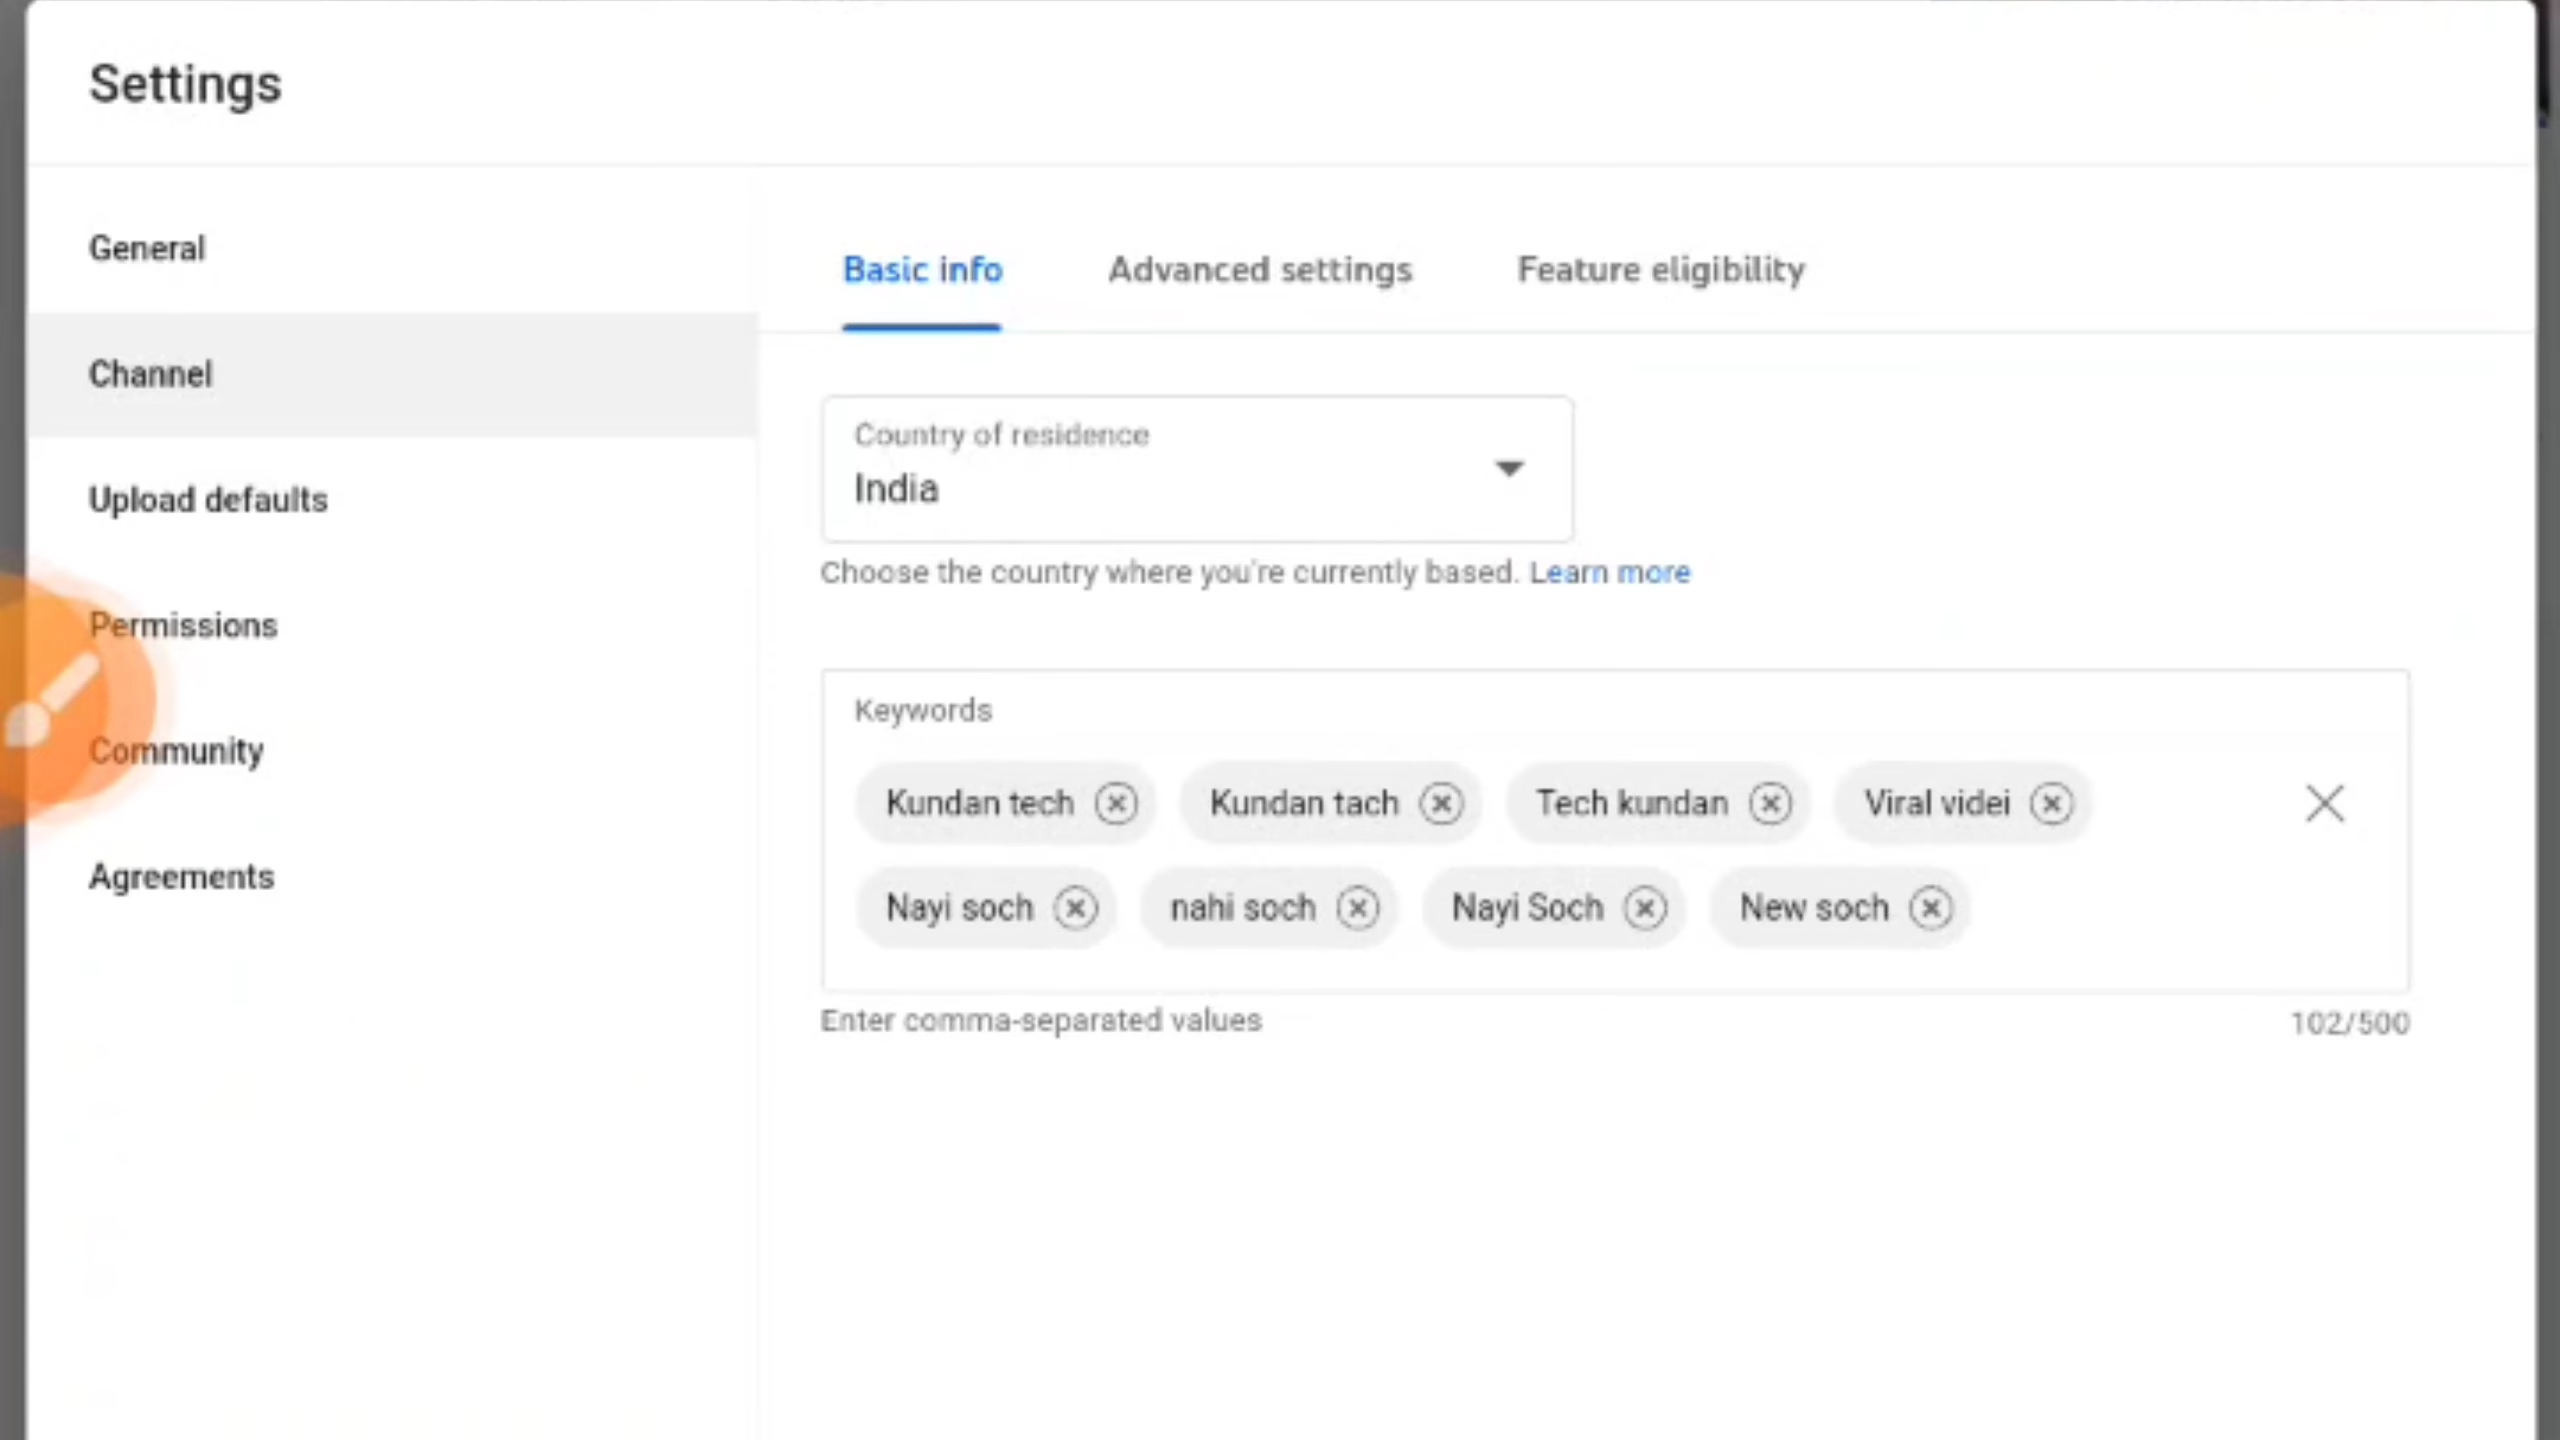 Settings
General
Channel
Upload defaults
Permissions
Community
Agreements
Basic info Advanced settings Feature eligibility
Country of residence
India
Choose the country where you're currently based. Learn more
Keywords
Kundan tech Kundan tach Tech kundan Viral videi
Nayi soch nahi soch Nayi Soch New soch
Enter comma-separated values 102/500